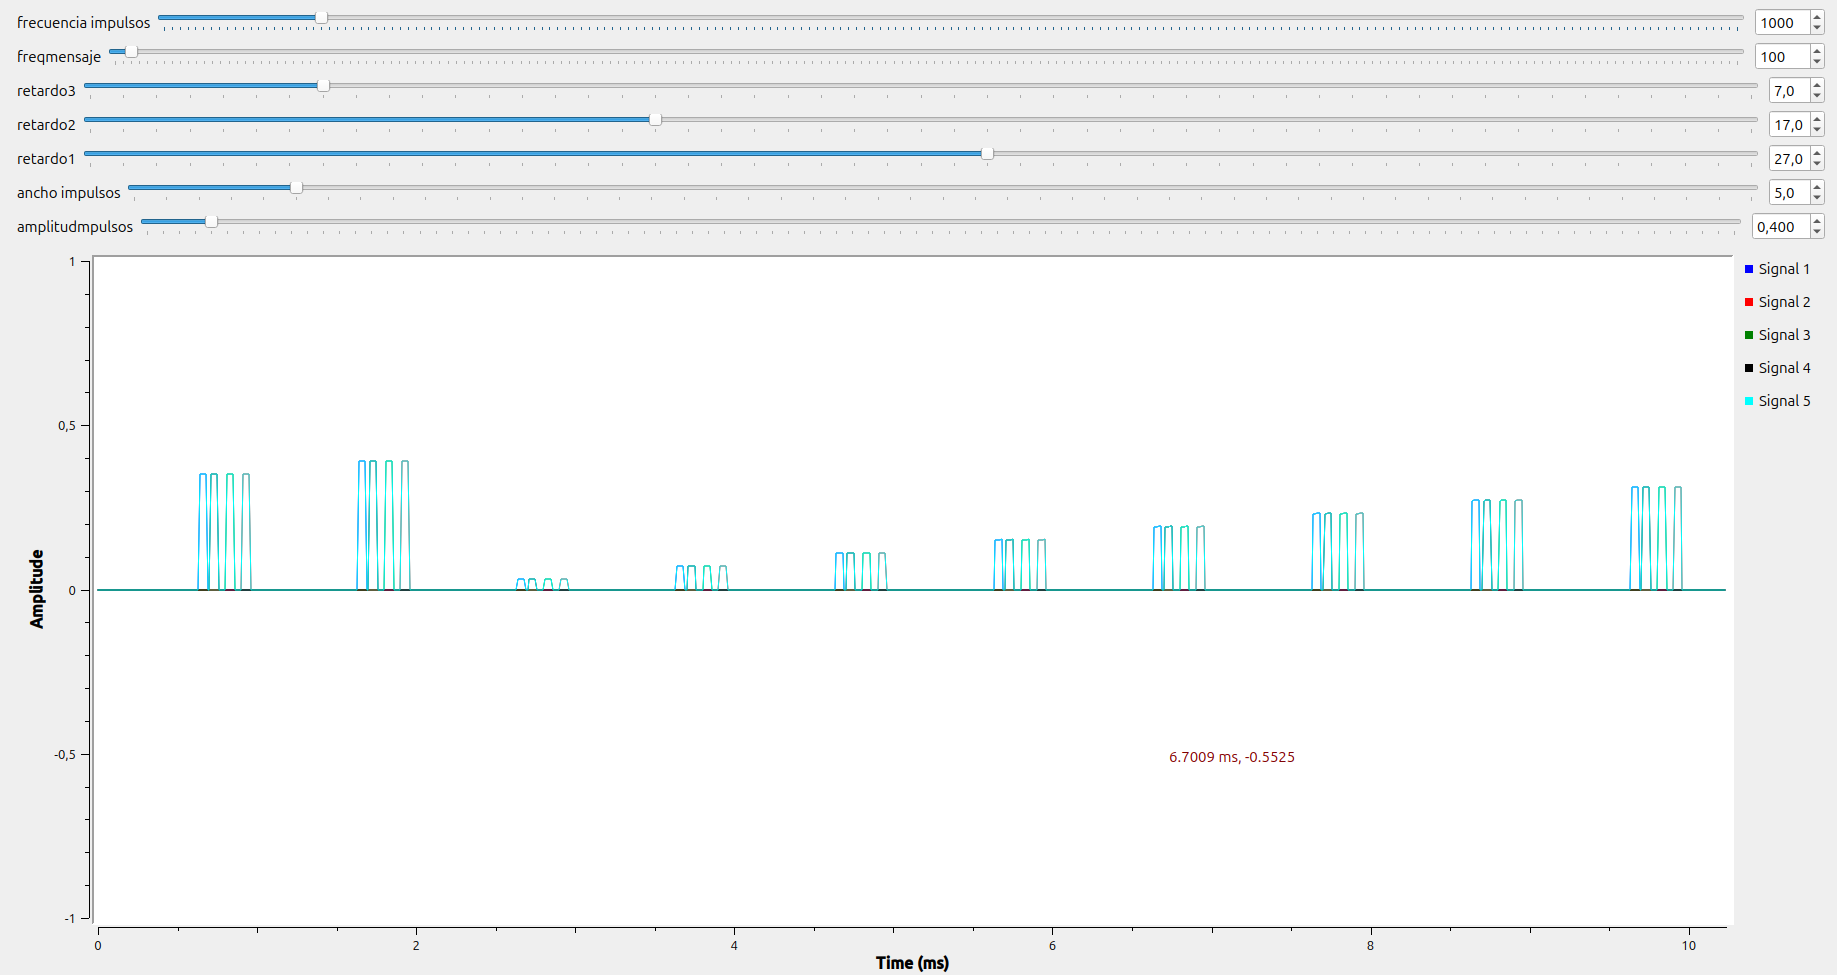 frecuencia impulsos 1000
freqmensaje 100
retardo3 7,0
retardo2 17,0
retardo1 27,0
ancho impulsos 5,0
amplitudmpulsos 0,400
1
0,5
0
-0,5
-1
Amplitude
6.7009 ms, -0.5525
0 2 4 6 8 10
Time (ms)
Signal 1
Signal 2
Signal 3
Signal 4
Signal 5